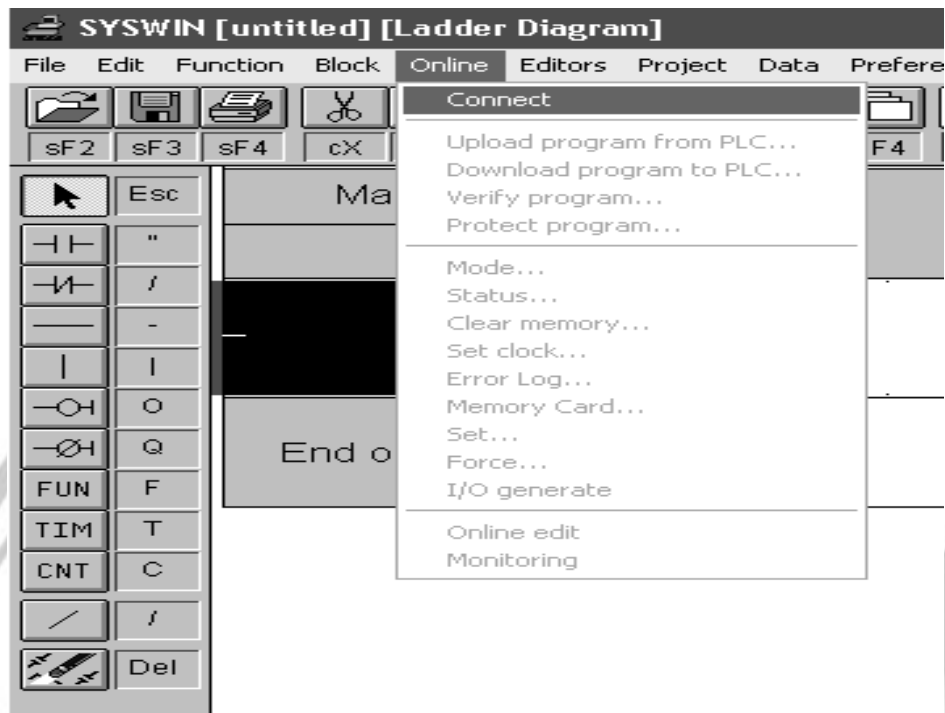 SYSWIN [untitled] [Ladder Diagram]
File Edit Function Block Online Editors Project Data Prefere
sF2 sF3 sF4 cX F4
Connect
Upload program from PLC...
Download program to PLC...
Verify program...
Protect program...
Mode...
Status...
Clear memory...
Set clock...
Error Log...
Memory Card...
Set...
Force...
I/O generate
Online edit
Monitoring
Esc
"
/
-
|
O
Q
FUN F
TIM T
CNT C
/
Del
Ma
End o